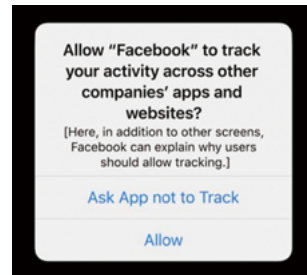 Allow “Facebook” to track
your activity across other
companies’ apps and
websites?
[Here, in addition to other screens,
Facebook can explain why users
should allow tracking.]
Ask App not to Track
Allow